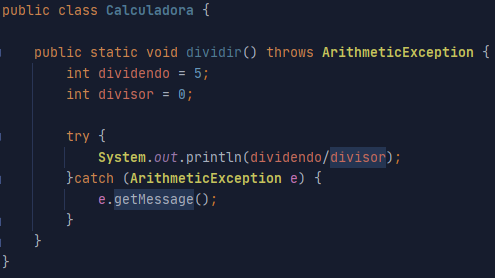 public class Calculadora {
public static void dividir() throws ArithmeticException {
int dividendo = 5;
int divisor = 0;
try {
System.out.println(dividendo/divisor);
}catch (ArithmeticException e) {
e.getMessage();
}
}
}